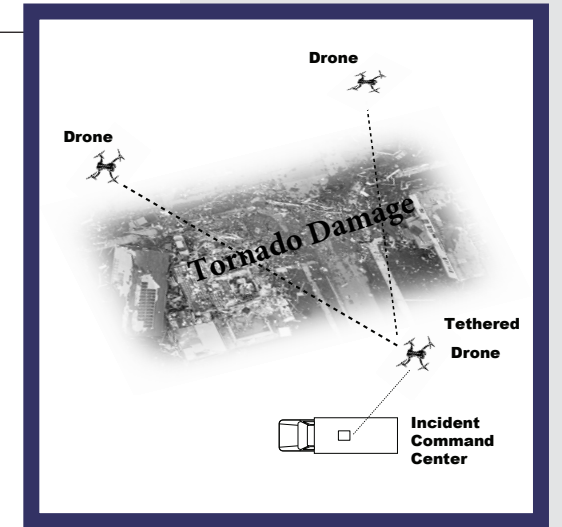 Drone
Drone
Tornado Damage
Tethered
Drone
Incident
Command
Center